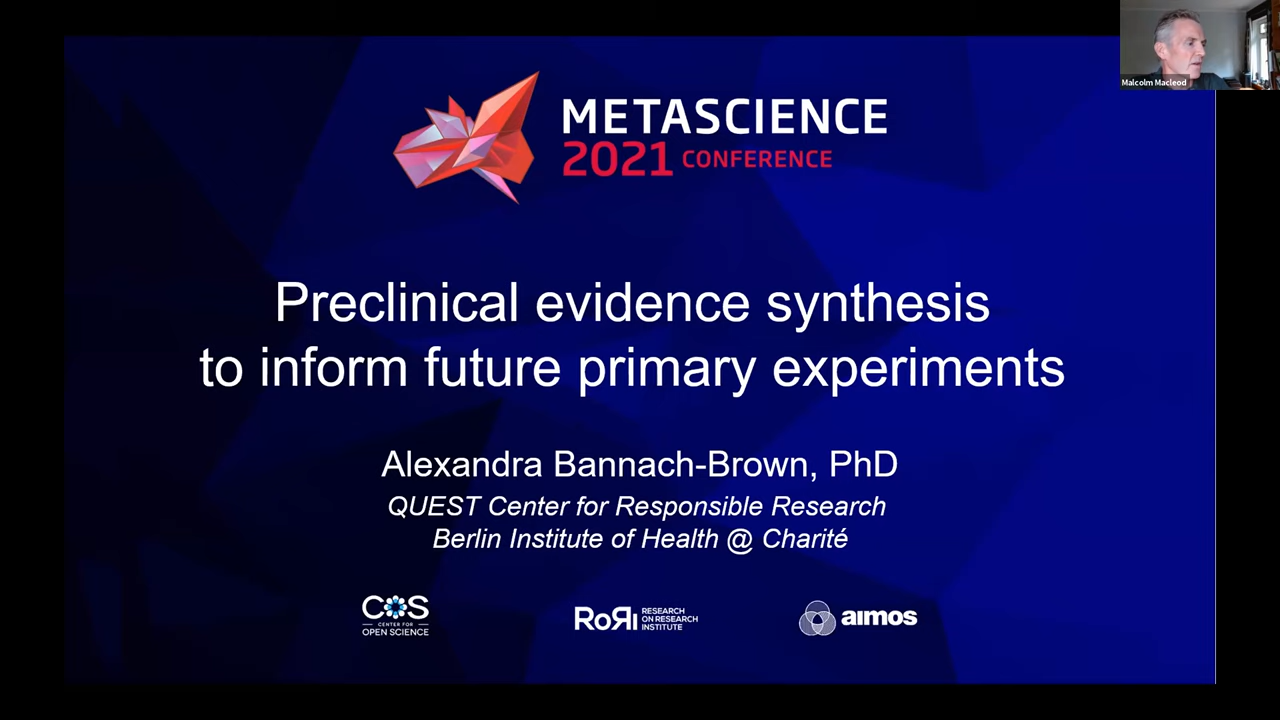 Malcolm Macleod
METASCIENCE
2021 CONFERENCE
Preclinical evidence synthesis
to inform future primary experiments
Alexandra Bannach-Brown, PhD
QUEST Center for Responsible Research
Berlin Institute of Health @ Charité
COS
CENTER FOR
OPEN SCIENCE
RoRI
RESEARCH
ON RESEARCH
INSTITUTE
aimos